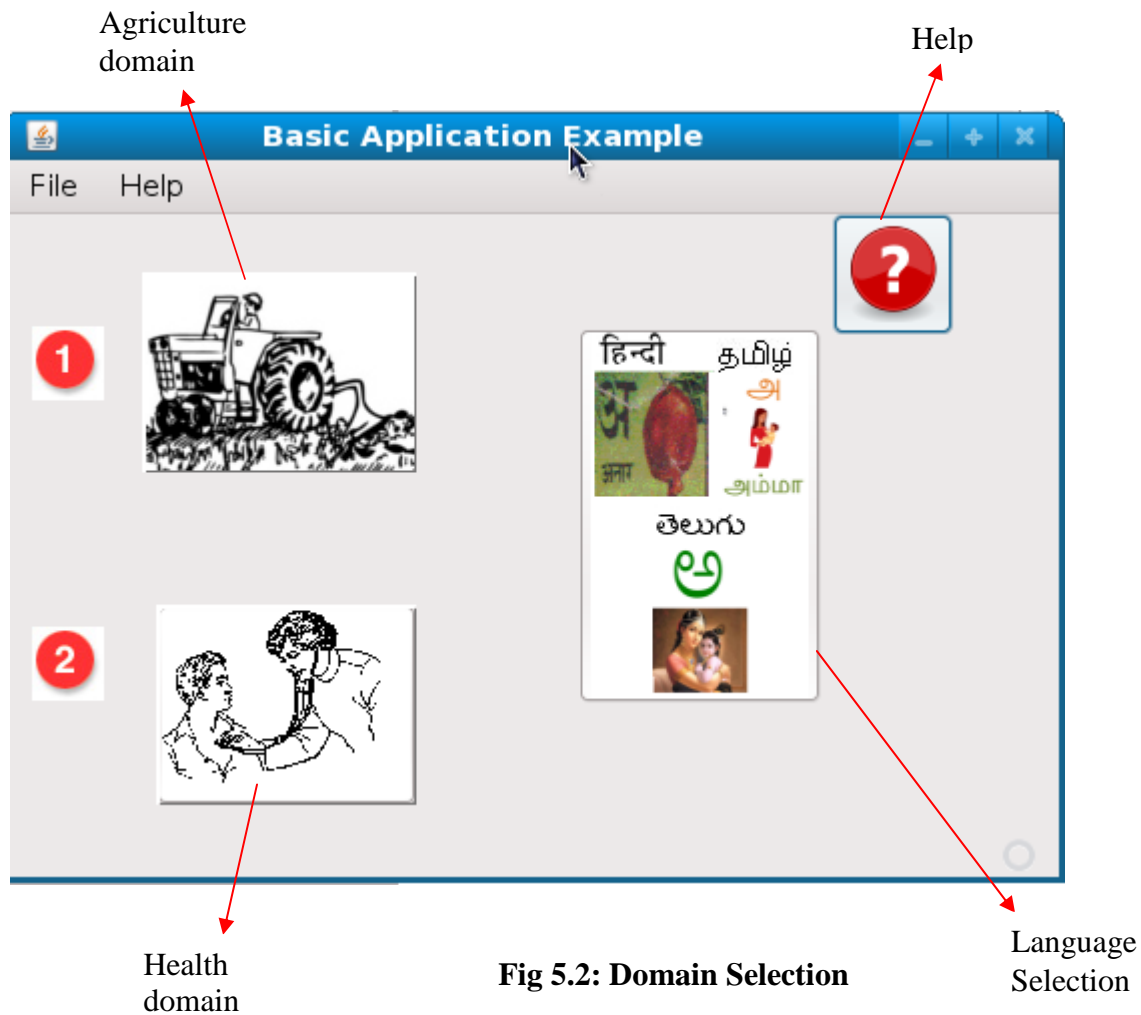 Agriculture
domain
Help
Basic Application Example
File Help
?
1
हिन्दी தமிழ்
अ அ
अनार அம்மா
తెలుగు
అ
2
Health
domain
Fig 5.2: Domain Selection
Language
Selection